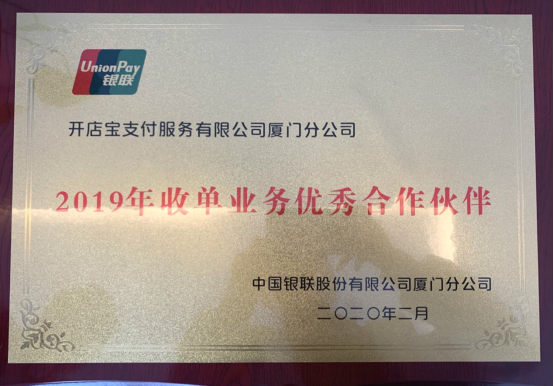 UnionPay
银联
开店宝支付服务有限公司厦门分公司
2019年收单业务优秀合作伙伴
中国银联股份有限公司厦门分公司
二〇二〇年二月